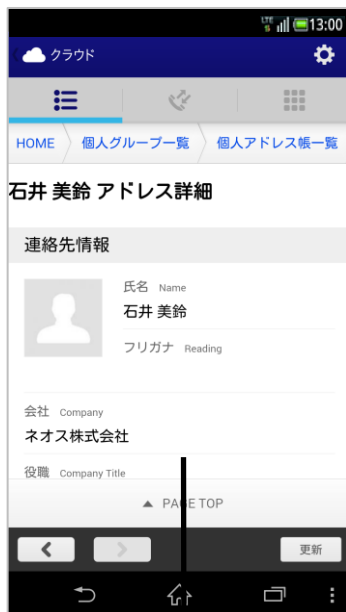 LTE 13:00
クラウド
HOME 個人グループ一覧 個人アドレス帳一覧
石井 美鈴 アドレス詳細
連絡先情報
氏名 Name
石井 美鈴
フリガナ Reading
会社 Company
ネオス株式会社
役職 Company Title
▲ PAGE TOP
更新